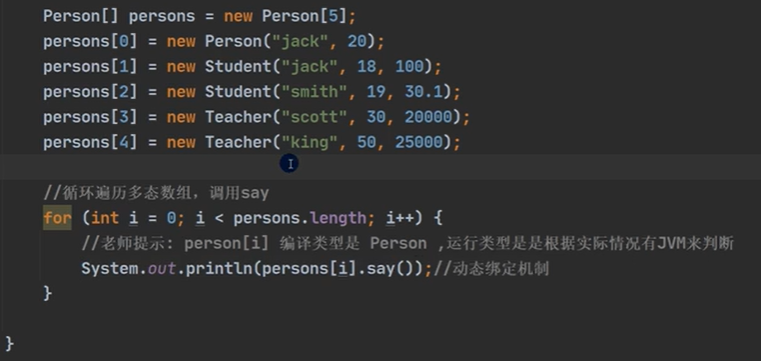 Person[] persons = new Person[5];
persons[0] = new Person("jack", 20);
persons[1] = new Student("jack", 18, 100);
persons[2] = new Student("smith", 19, 30.1);
persons[3] = new Teacher("scott", 30, 20000);
persons[4] = new Teacher("king", 50, 25000);
//循环遍历多态数组，调用say
for (int i = 0; i < persons.length; i++) {
//老师提示: person[i] 编译类型是 Person ,运行类型是是根据实际情况有JVM来判断
System.out.println(persons[i].say());//动态绑定机制
}
}